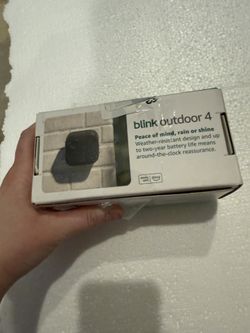 blink outdoor 4
Peace of mind, rain or shine
Weather-resistant design and up
to two-year battery life means
around-the-clock reassurance.